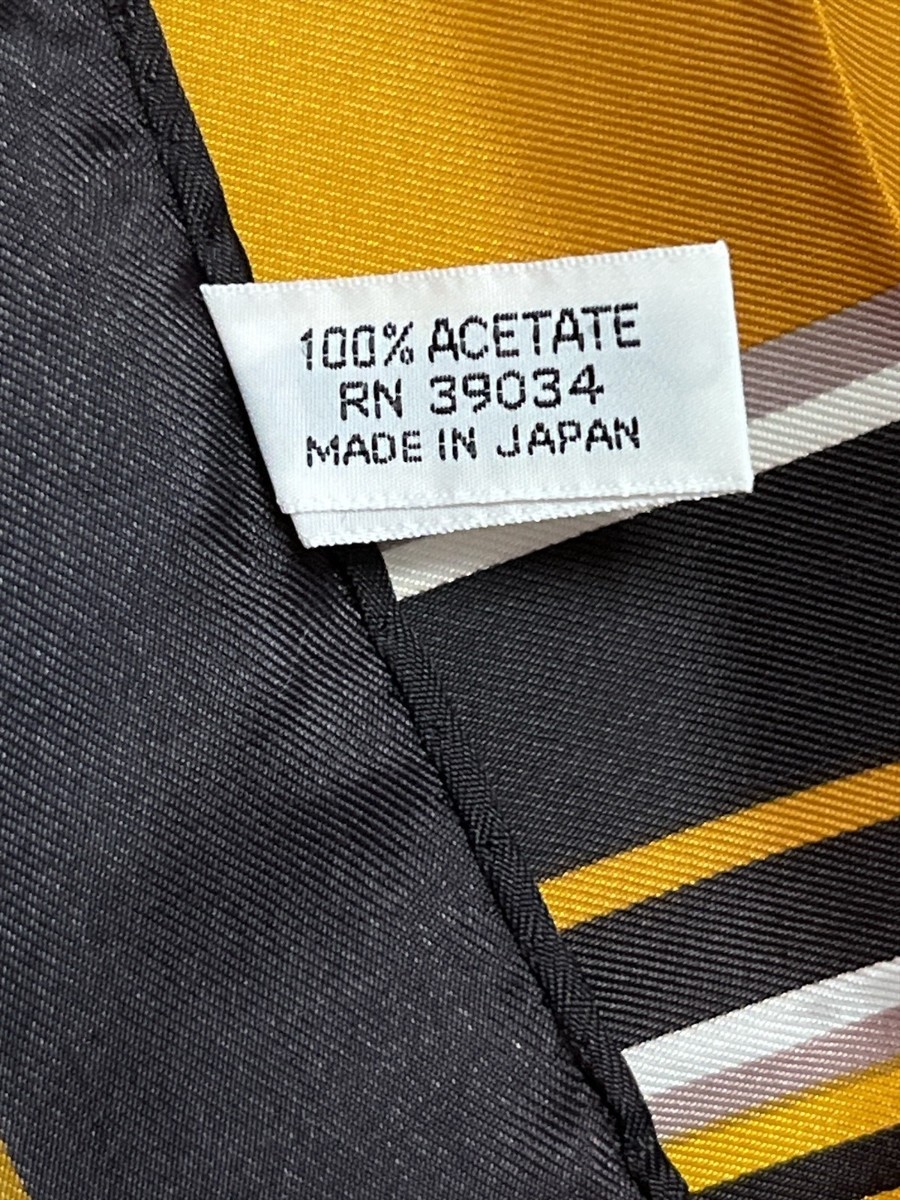 100% ACETATE
RN 39034
MADE IN JAPAN